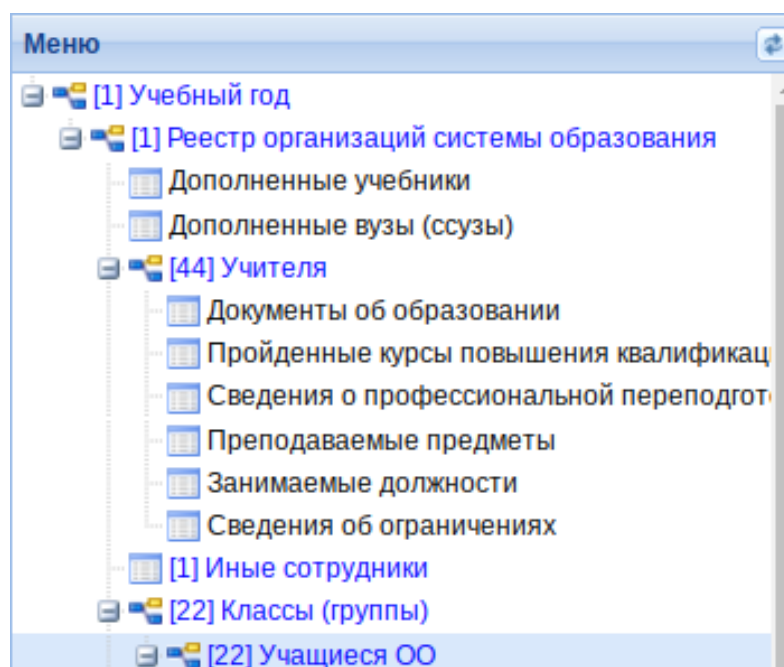 Меню
[1] Учебный год
[1] Реестр организаций системы образования
Дополненные учебники
Дополненные вузы (ссузы)
[44] Учителя
Документы об образовании
Пройденные курсы повышения квалификац
Сведения о профессиональной переподгот
Преподаваемые предметы
Занимаемые должности
Сведения об ограничениях
[1] Иные сотрудники
[22] Классы (группы)
[22] Учащиеся ОО